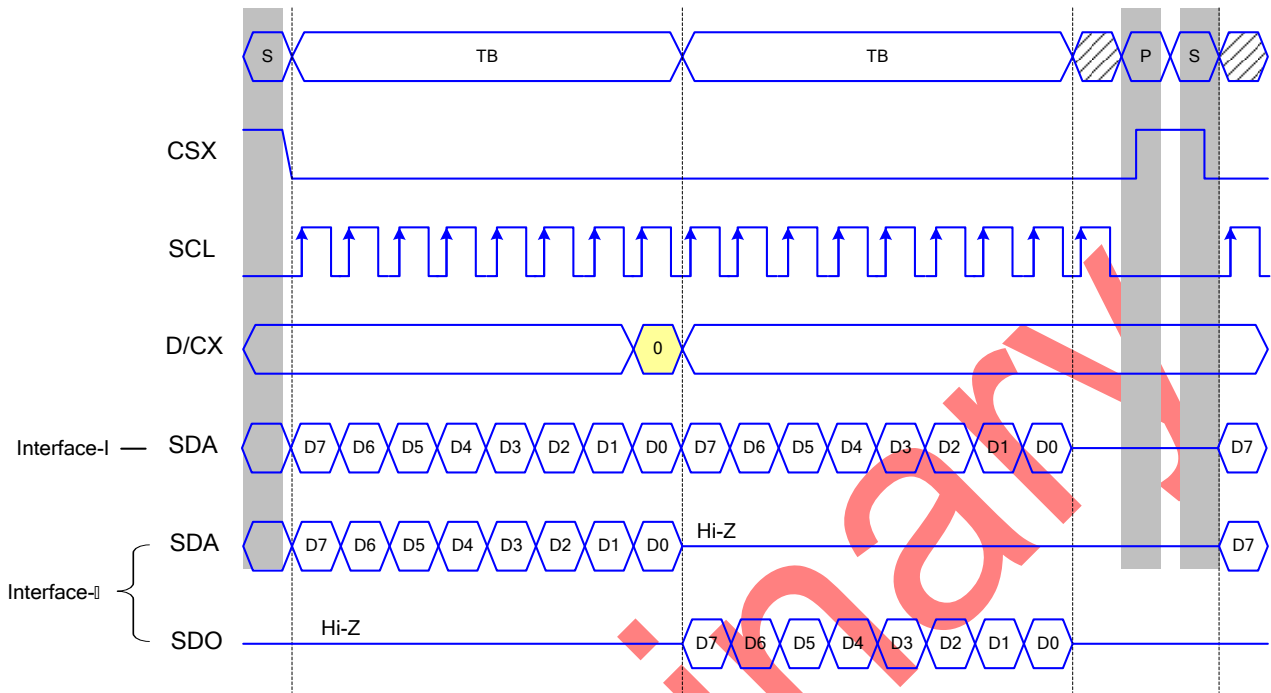 S TB TB P S
CSX
SCL
D/CX 0
Interface-I SDA D7 D6 D5 D4 D3 D2 D1 D0 D7 D6 D5 D4 D3 D2 D1 D0 D7
SDA D7 D6 D5 D4 D3 D2 D1 D0 Hi-Z D7
Interface-▯
SDO Hi-Z D7 D6 D5 D4 D3 D2 D1 D0
inary